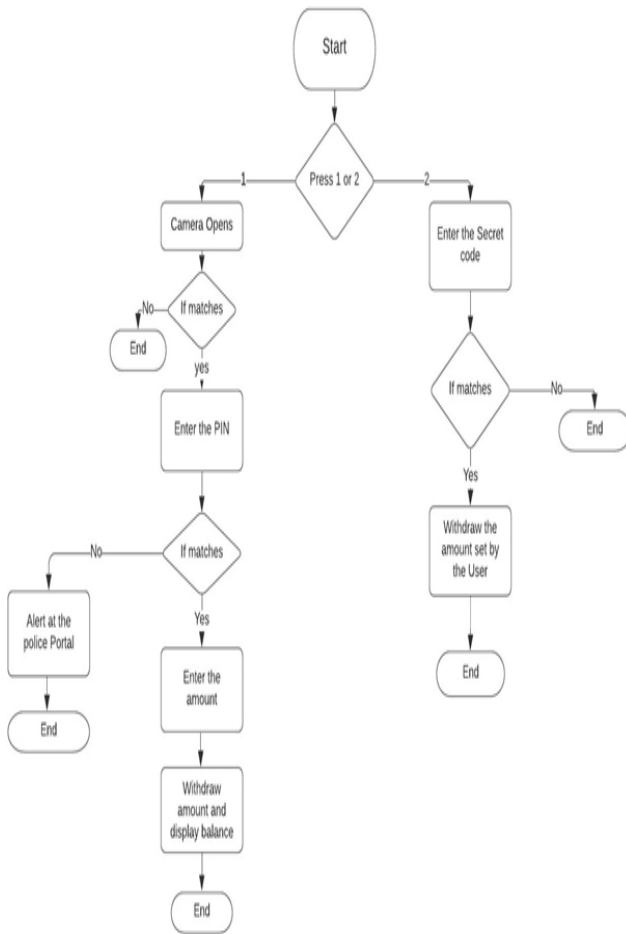 Start
Press 1 or 2
1
2
Camera Opens
Enter the Secret
code
If matches
No
End
yes
Enter the PIN
If matches
No
End
Yes
If matches
No
Yes
Withdraw the
amount set by
the User
Alert at the
police Portal
Enter the
amount
End
End
Withdraw
amount and
display balance
End